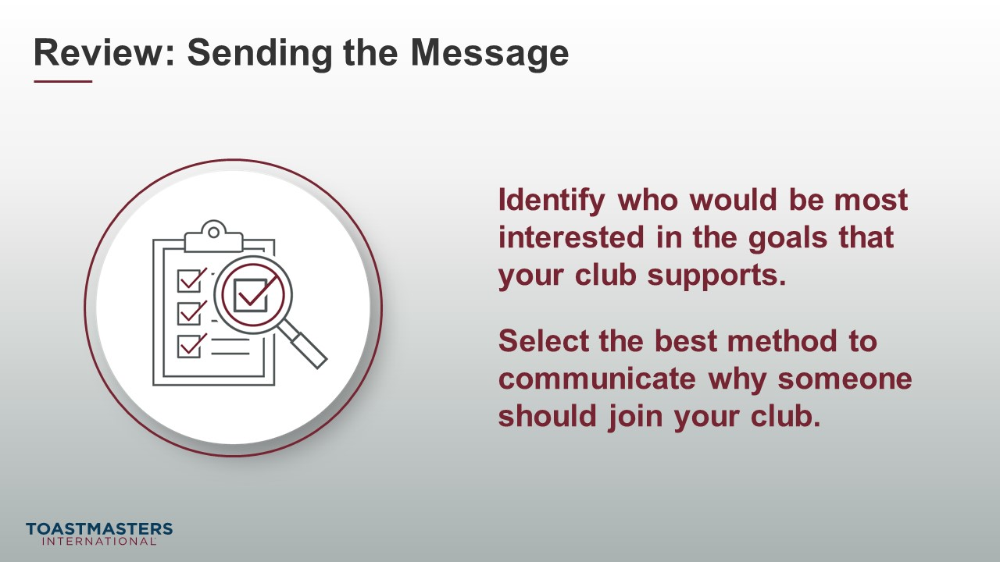 Review: Sending the Message
Identify who would be most
interested in the goals that
your club supports.
Select the best method to
communicate why someone
should join your club.
TOASTMASTERS
INTERNATIONAL